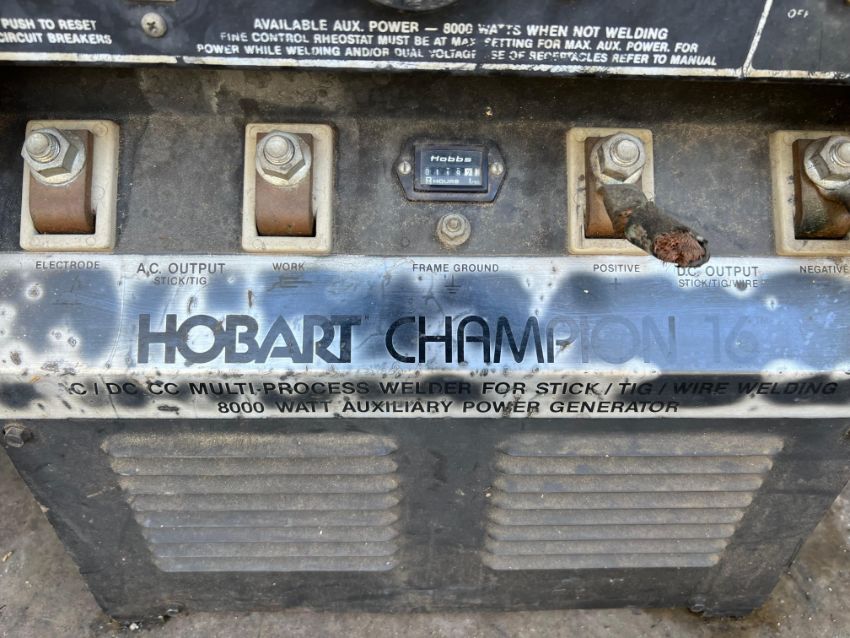 PUSH TO RESET
CIRCUIT BREAKERS
AVAILABLE AUX. POWER – 8000 WATTS WHEN NOT WELDING
FINE CONTROL RHEOSTAT MUST BE AT MAX SETTING FOR MAX. AUX. POWER. FOR
POWER WHILE WELDING AND/OR DUAL VOLTAGE USE OF RECEPTACLES REFER TO MANUAL
Hobbs
HOURS
ELECTRODE
A.C. OUTPUT
STICK/TIG
WORK
FRAME GROUND
POSITIVE
+
D.C. OUTPUT
STICK/TIG/WIRE
NEGATIVE
HOBART CHAMPION 16
AC/DC CC MULTI-PROCESS WELDER FOR STICK/TIG/WIRE WELDING
8000 WATT AUXILIARY POWER GENERATOR